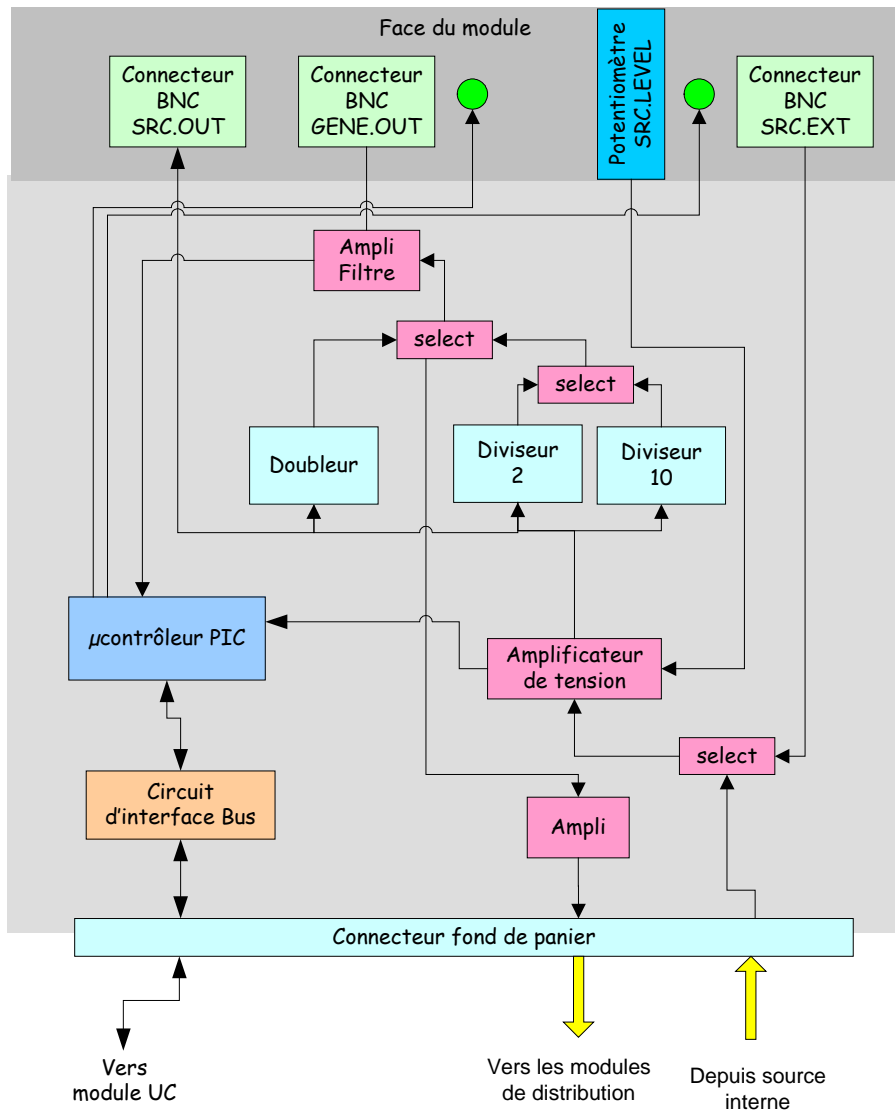 Face du module
Connecteur
BNC
SRC.OUT
Connecteur
BNC
GENE.OUT
Potentiomètre
SRC.LEVEL
Connecteur
BNC
SRC.EXT
Ampli
Filtre
select
select
Doubleur
Diviseur
2
Diviseur
10
µcontrôleur PIC
Amplificateur
de tension
select
Circuit
d'interface Bus
Ampli
Connecteur fond de panier
Vers
module UC
Vers les modules
de distribution
Depuis source
interne